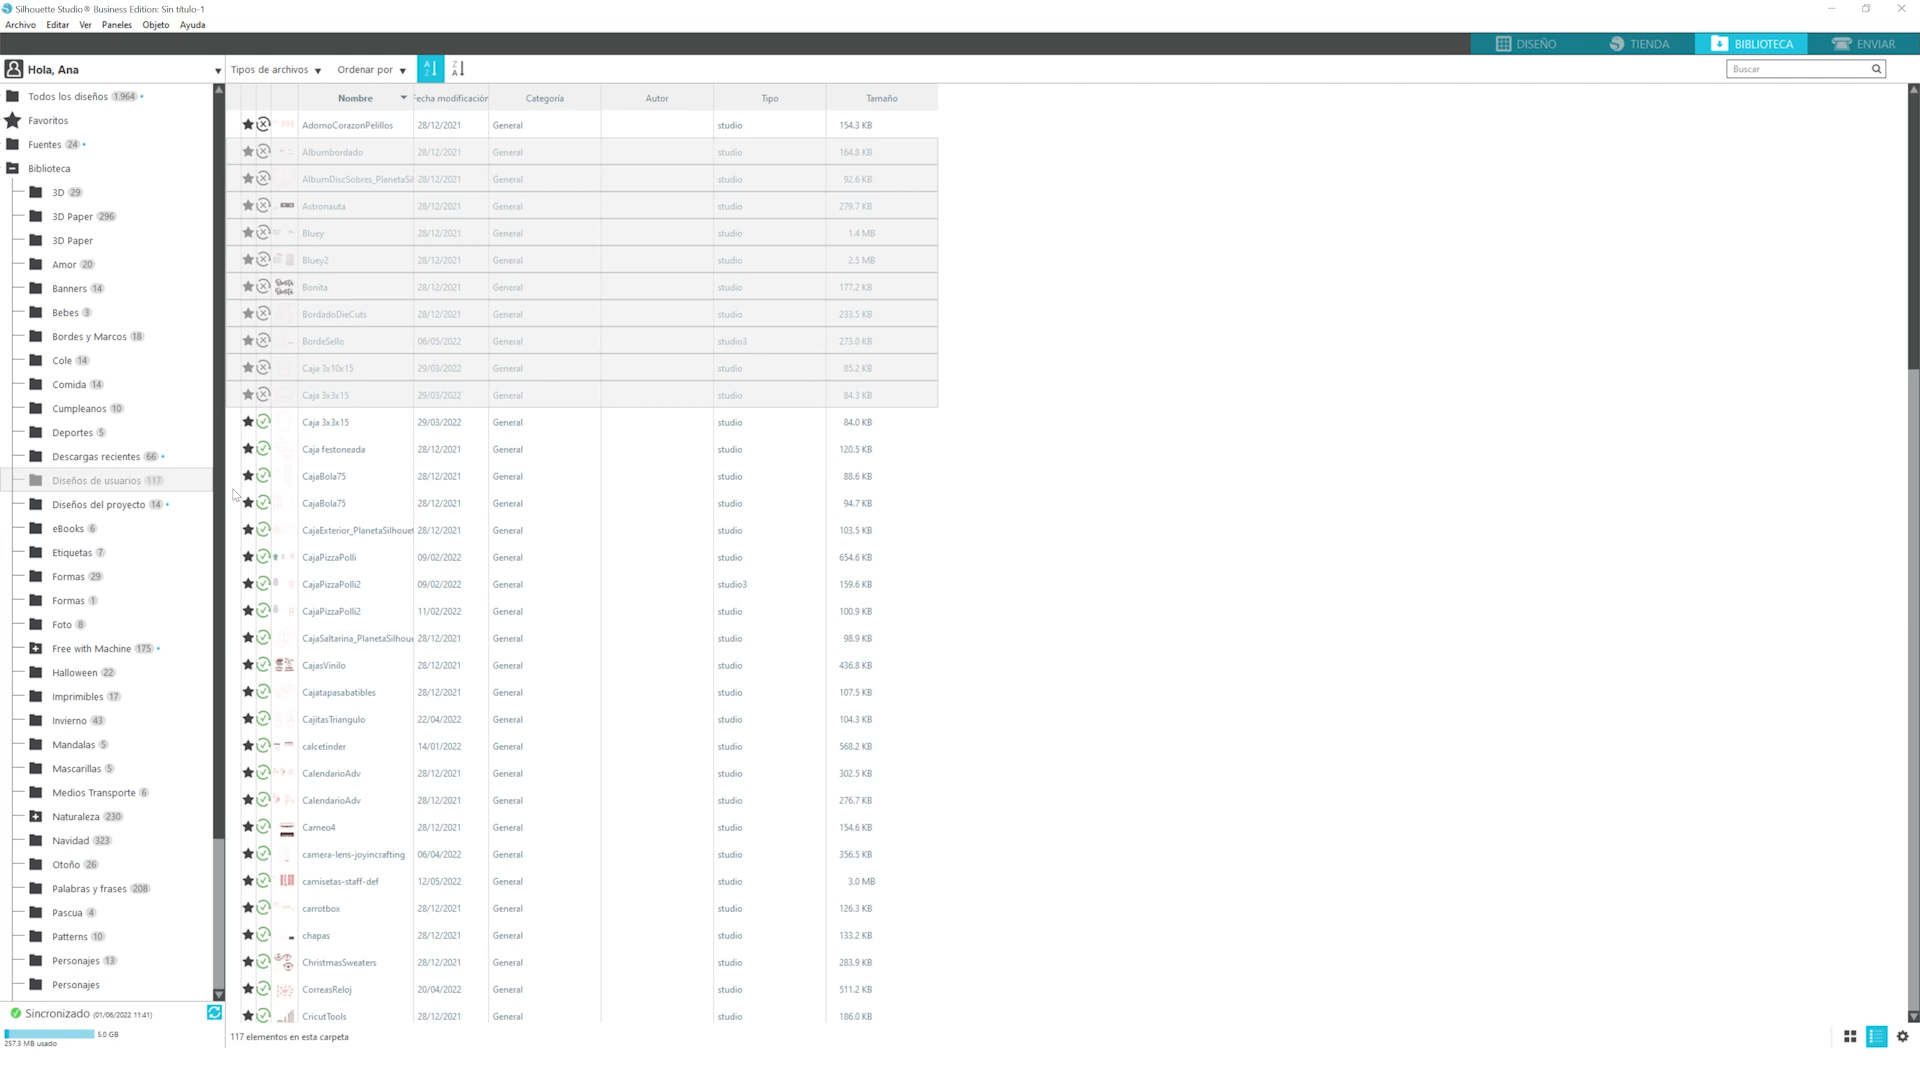 Silhouette Studio® Business Edition: Sin título-1
Archivo Editar Ver Paneles Objeto Ayuda
DISEÑO TIENDA BIBLIOTECA ENVIAR
Hola, Ana
Tipos de archivos Ordenar por A Z Z A Buscar
Todos los diseños 1.964
Favoritos
Fuentes 24
Biblioteca
3D 29
3D Paper 296
3D Paper
Amor 20
Banners 14
Bebes 3
Bordes y Marcos 18
Cole 14
Comida 14
Cumpleanos 10
Deportes 5
Descargas recientes 66
Diseños de usuarios 117
Diseños del proyecto 14
eBooks 6
Etiquetas 7
Formas 29
Formas 1
Foto 8
Free with Machine 175
Halloween 22
Imprimibles 17
Invierno 43
Mandalas 5
Mascarillas 5
Medios Transporte 6
Naturaleza 230
Navidad 323
Otoño 26
Palabras y frases 208
Pascua 4
Patterns 10
Personajes 13
Personajes
Sincronizado (01/06/2022 11:41)
5.0 GB
257.3 MB usado
Nombre Fecha modificación Categoría Autor Tipo Tamaño
AdornoCorazonPelillos 28/12/2021 General studio 154.3 KB
Albumbordado 28/12/2021 General studio 164.8 KB
AlbumDiscSobres_PlanetaSil 28/12/2021 General studio 92.6 KB
Astronauta 28/12/2021 General studio 279.7 KB
Bluey 28/12/2021 General studio 1.4 MB
Bluey2 28/12/2021 General studio 2.5 MB
Bonita 28/12/2021 General studio 177.2 KB
BordadoDieCuts 28/12/2021 General studio 233.5 KB
BordeSello 06/05/2022 General studio3 273.0 KB
Caja 3x10x15 29/03/2022 General studio 85.2 KB
Caja 3x3x15 29/03/2022 General studio 84.3 KB
Caja 3x3x15 29/03/2022 General studio 84.0 KB
Caja festoneada 28/12/2021 General studio 120.5 KB
CajaBola75 28/12/2021 General studio 88.6 KB
CajaBola75 28/12/2021 General studio 94.7 KB
CajaExterior_PlanetaSilhouet 28/12/2021 General studio 103.5 KB
CajaPizzaPolli 09/02/2022 General studio 654.6 KB
CajaPizzaPolli2 09/02/2022 General studio3 159.6 KB
CajaPizzaPolli2 11/02/2022 General studio 100.9 KB
CajaSaltarina_PlanetaSilhou 28/12/2021 General studio 98.9 KB
CajasVinilo 28/12/2021 General studio 436.8 KB
Cajatapasabatibles 28/12/2021 General studio 107.5 KB
CajitasTriangulo 22/04/2022 General studio 104.3 KB
calcetinder 14/01/2022 General studio 568.2 KB
CalendarioAdv 28/12/2021 General studio 302.5 KB
CalendarioAdv 28/12/2021 General studio 276.7 KB
Cameo4 28/12/2021 General studio 154.6 KB
camera-lens-joyincrafting 06/04/2022 General studio 356.5 KB
camisetas-staff-def 12/05/2022 General studio 3.0 MB
carrotbox 28/12/2021 General studio 126.3 KB
chapas 28/12/2021 General studio 133.2 KB
ChristmasSweaters 28/12/2021 General studio 283.9 KB
CorreasReloj 20/04/2022 General studio 511.2 KB
CricutTools 28/12/2021 General studio 186.0 KB
117 elementos en esta carpeta